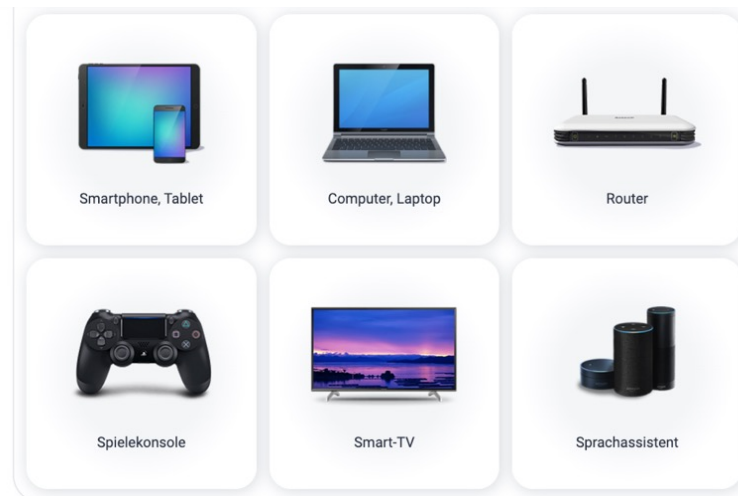 Smartphone, Tablet
Computer, Laptop
Router
Spielekonsole
Smart-TV
Sprachassistent